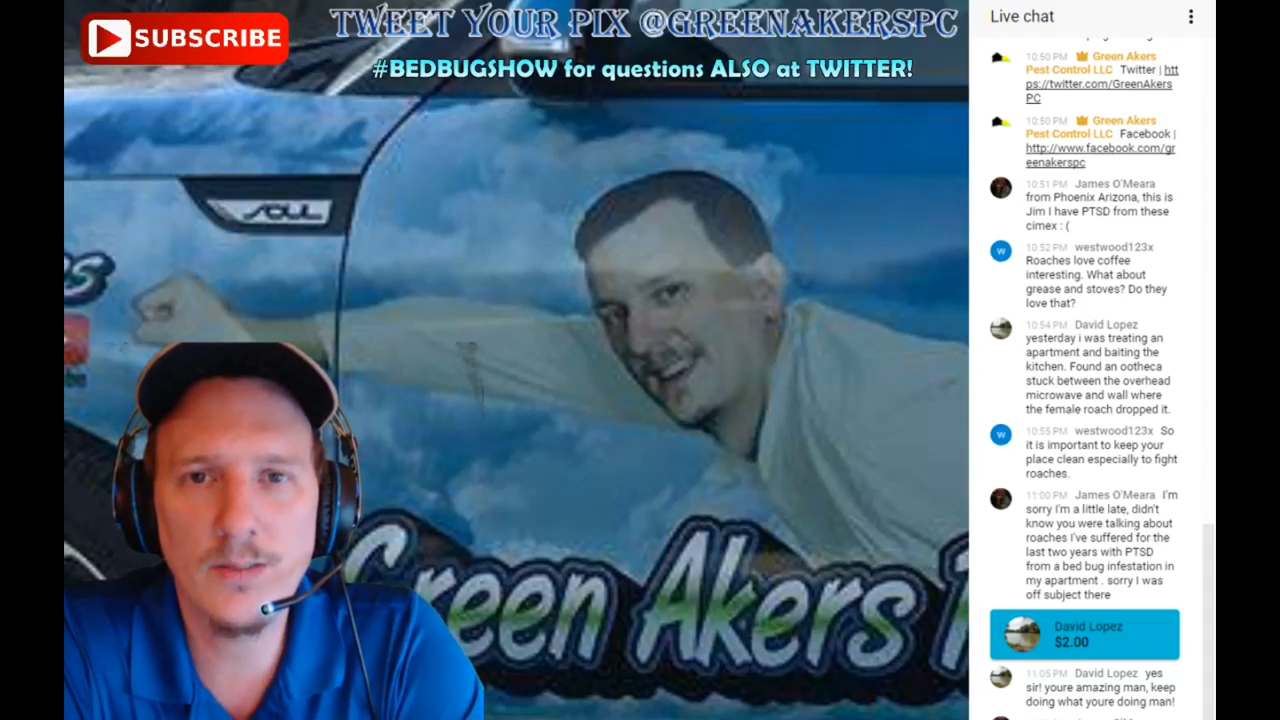 SUBSCRIBE
TWEET YOUR PIX @GREENAKERSPC
#BEDBUGSHOW for questions ALSO at TWITTER!
SOUL
Green Akers
Live chat
10:50 PM Green Akers
Pest Control LLC Twitter | htt
ps://twitter.com/GreenAkers
PC
10:50 PM Green Akers
Pest Control LLC Facebook |
http://www.facebook.com/gr
eenakerspc
10:51 PM James O'Meara
from Phoenix Arizona, this is
Jim I have PTSD from these
cimex : (
W
10:52 PM westwood123x
Roaches love coffee
interesting. What about
grease and stoves? Do they
love that?
10:54 PM David Lopez
yesterday i was treating an
apartment and baiting the
kitchen. Found an ootheca
stuck between the overhead
microwave and wall where
the female roach dropped it.
W
10:55 PM westwood123x So
it is important to keep your
place clean especially to fight
roaches.
11:00 PM James O'Meara I'm
sorry I'm a little late, didn't
know you were talking about
roaches I've suffered for the
last two years with PTSD
from a bed bug infestation in
my apartment . sorry I was
off subject there
David Lopez
$2.00
11:05 PM David Lopez yes
sir! youre amazing man, keep
doing what youre doing man!